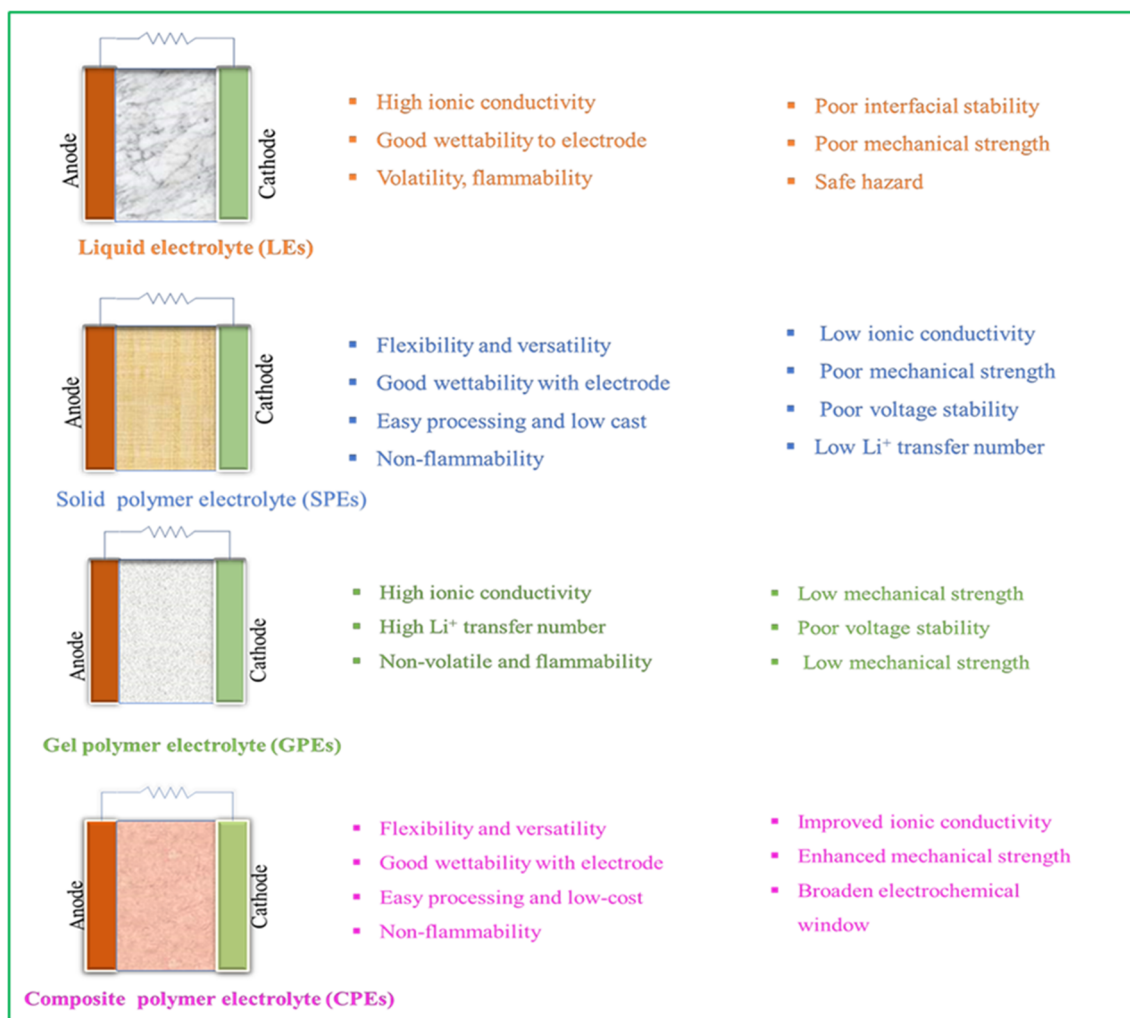 Anode
Cathode
Liquid electrolyte (LEs)
▪ High ionic conductivity
▪ Good wettability to electrode
▪ Volatility, flammability
▪ Poor interfacial stability
▪ Poor mechanical strength
▪ Safe hazard
Anode
Cathode
Solid polymer electrolyte (SPEs)
▪ Flexibility and versatility
▪ Good wettability with electrode
▪ Easy processing and low cast
▪ Non-flammability
▪ Low ionic conductivity
▪ Poor mechanical strength
▪ Poor voltage stability
▪ Low Li⁺ transfer number
Anode
Cathode
Gel polymer electrolyte (GPEs)
▪ High ionic conductivity
▪ High Li⁺ transfer number
▪ Non-volatile and flammability
▪ Low mechanical strength
▪ Poor voltage stability
▪ Low mechanical strength
Anode
Cathode
Composite polymer electrolyte (CPEs)
▪ Flexibility and versatility
▪ Good wettability with electrode
▪ Easy processing and low-cost
▪ Non-flammability
▪ Improved ionic conductivity
▪ Enhanced mechanical strength
▪ Broaden electrochemical
window